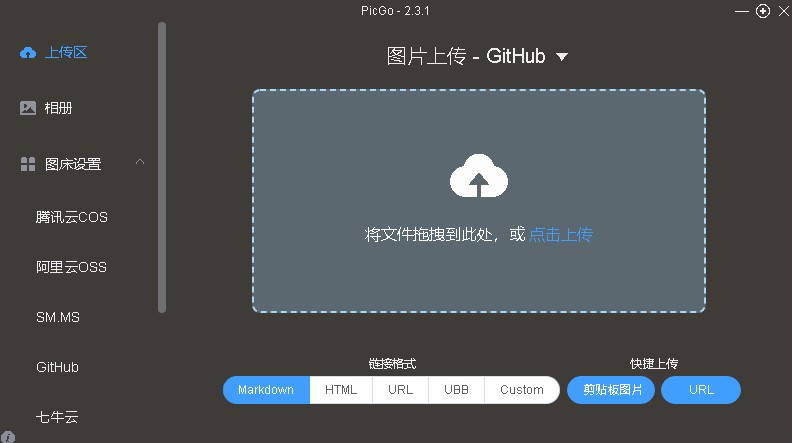 PicGo - 2.3.1
上传区
相册
图床设置
腾讯云COS
阿里云OSS
SM.MS
GitHub
七牛云
图片上传 - GitHub
将文件拖拽到此处，或 点击上传
链接格式
Markdown HTML URL UBB Custom
快捷上传
剪贴板图片 URL